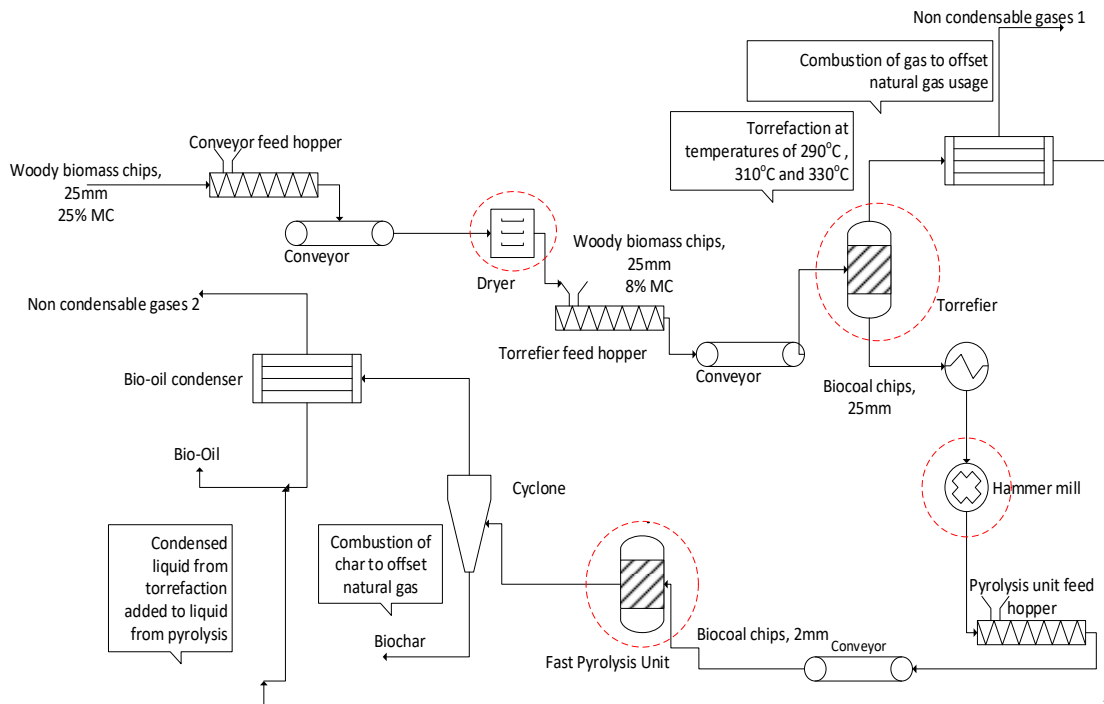 Non condensable gases 1
Combustion of gas to offset
natural gas usage
Torrefaction at
temperatures of 290°C ,
310°C and 330°C
Conveyor feed hopper
Woody biomass chips,
25mm
25% MC
Conveyor
Dryer
Woody biomass chips,
25mm
8% MC
Torrefier feed hopper
Conveyor
Torrefier
Biocoal chips,
25mm
Non condensable gases 2
Bio-oil condenser
Bio-Oil
Cyclone
Hammer mill
Condensed
liquid from
torrefaction
added to liquid
from pyrolysis
Combustion of
char to offset
natural gas
Biochar
Fast Pyrolysis Unit
Biocoal chips, 2mm
Conveyor
Pyrolysis unit feed
hopper